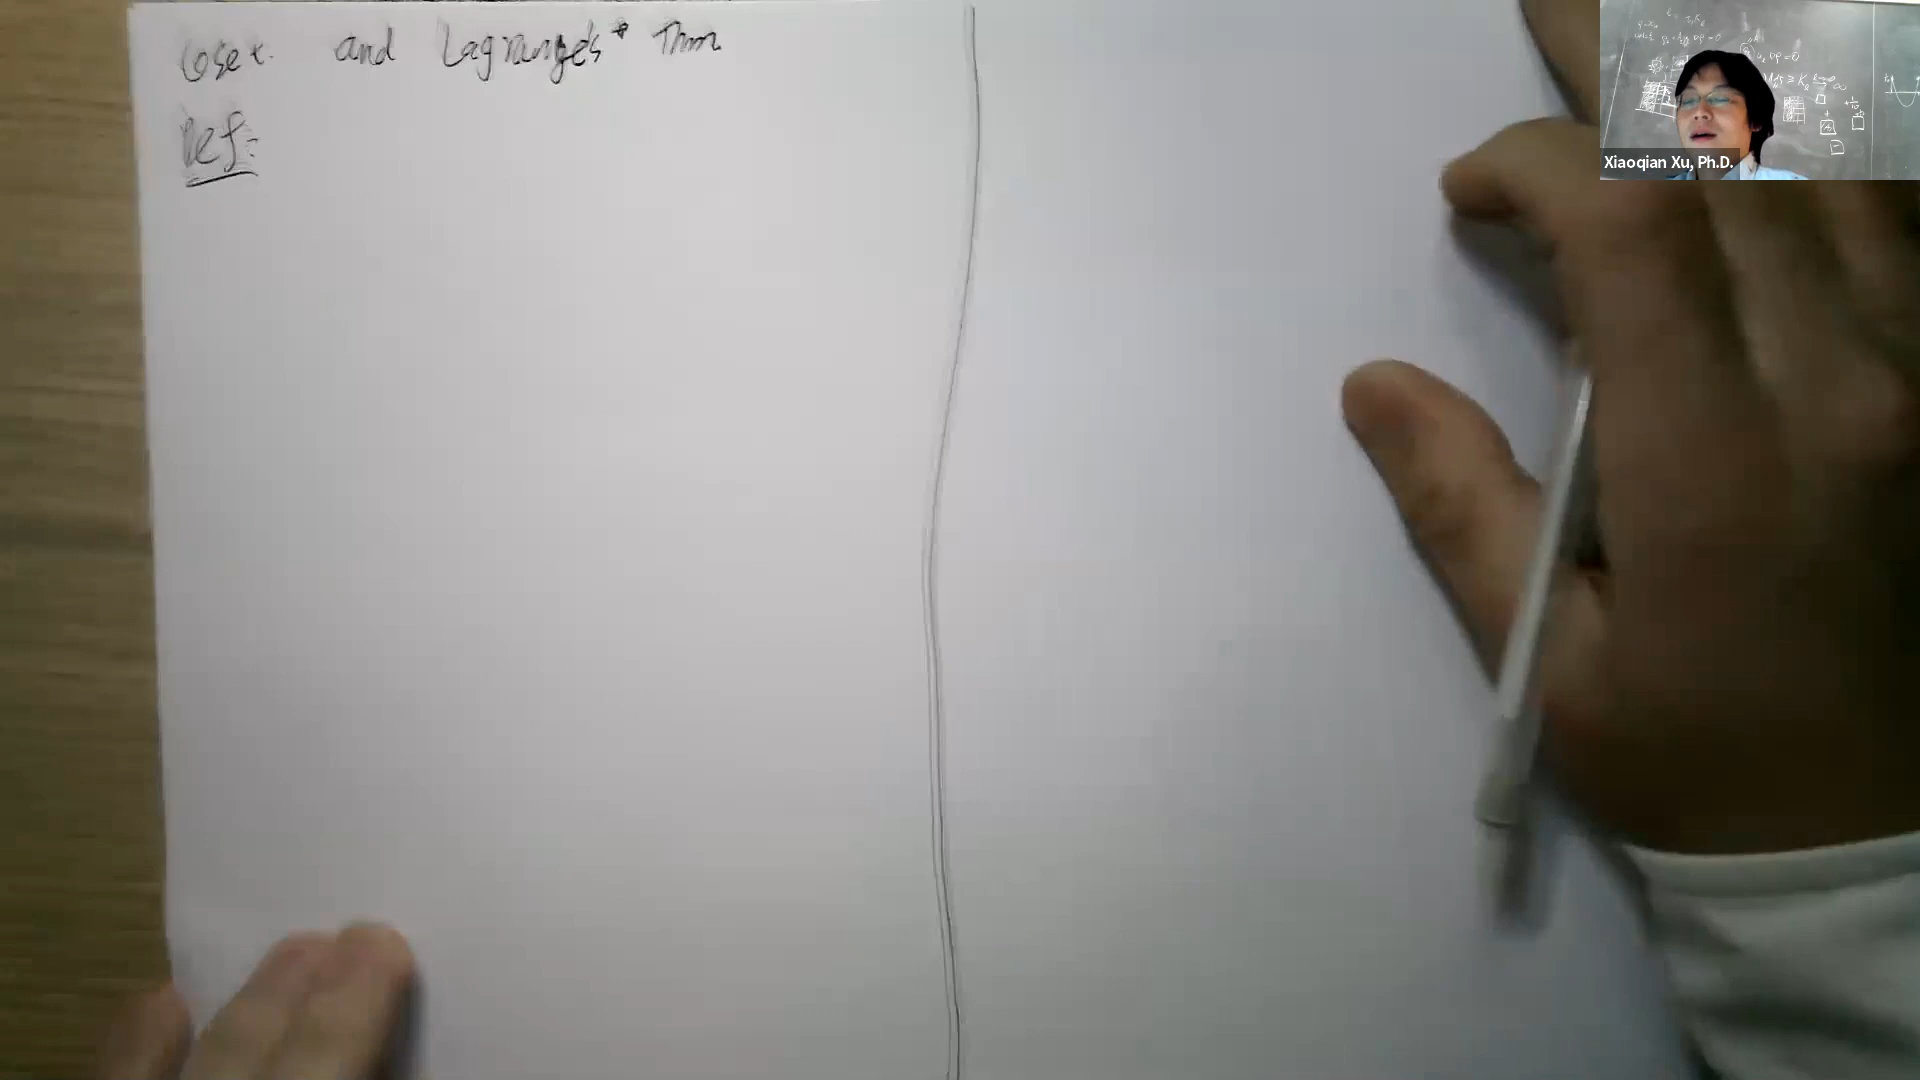 Coset. and Lagrange's Thm
Def:
Xiaoqian Xu, Ph.D.